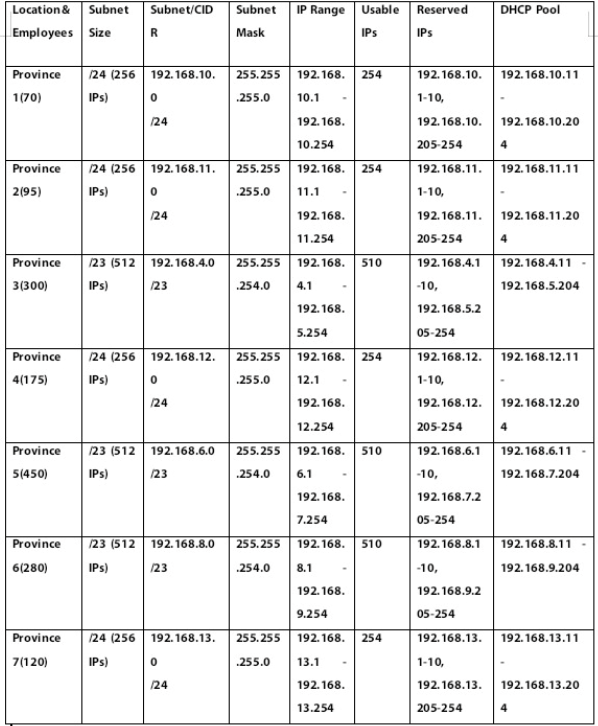 Location& Employees | Subnet Size | Subnet/CIDR | Subnet Mask | IP Range | Usable IPs | Reserved IPs | DHCP Pool
Province 1(70) | /24 (256 IPs) | 192.168.10.0 /24 | 255.255.255.0 | 192.168.10.1 - 192.168.10.254 | 254 | 192.168.10.1-10, 192.168.10.205-254 | 192.168.10.11 - 192.168.10.204
Province 2(95) | /24 (256 IPs) | 192.168.11.0 /24 | 255.255.255.0 | 192.168.11.1 - 192.168.11.254 | 254 | 192.168.11.1-10, 192.168.11.205-254 | 192.168.11.11 - 192.168.11.204
Province 3(300) | /23 (512 IPs) | 192.168.4.0 /23 | 255.255.254.0 | 192.168.4.1 - 192.168.5.254 | 510 | 192.168.4.1-10, 192.168.5.205-254 | 192.168.4.11 - 192.168.5.204
Province 4(175) | /24 (256 IPs) | 192.168.12.0 /24 | 255.255.255.0 | 192.168.12.1 - 192.168.12.254 | 254 | 192.168.12.1-10, 192.168.12.205-254 | 192.168.12.11 - 192.168.12.204
Province 5(450) | /23 (512 IPs) | 192.168.6.0 /23 | 255.255.254.0 | 192.168.6.1 - 192.168.7.254 | 510 | 192.168.6.1-10, 192.168.7.205-254 | 192.168.6.11 - 192.168.7.204
Province 6(280) | /23 (512 IPs) | 192.168.8.0 /23 | 255.255.254.0 | 192.168.8.1 - 192.168.9.254 | 510 | 192.168.8.1-10, 192.168.9.205-254 | 192.168.8.11 - 192.168.9.204
Province 7(120) | /24 (256 IPs) | 192.168.13.0 /24 | 255.255.255.0 | 192.168.13.1 - 192.168.13.254 | 254 | 192.168.13.1-10, 192.168.13.205-254 | 192.168.13.11 - 192.168.13.204